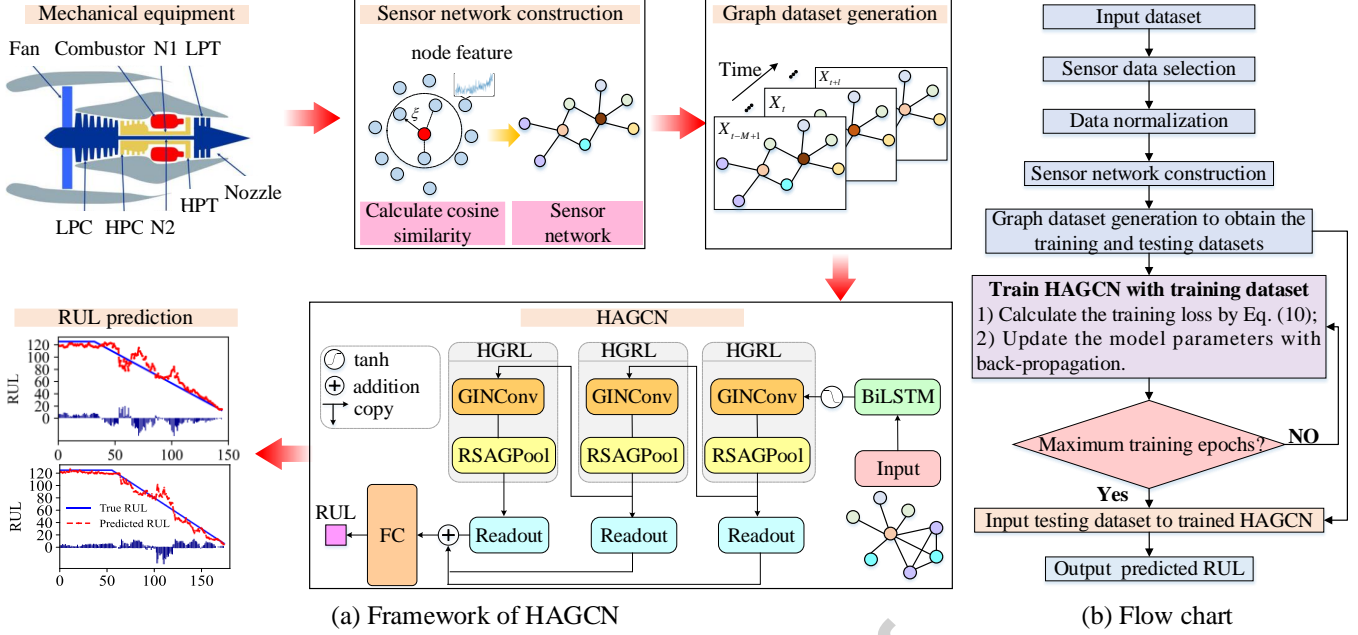 Mechanical equipment
Fan
Combustor
N1
LPT
Nozzle
HPT
LPC
HPC
N2
Sensor network construction
node feature
ξ
Calculate cosine
similarity
Sensor
network
Graph dataset generation
Time
X_{t+l}
X_t
X_{t-M+1}
RUL prediction
RUL
120
100
80
60
40
20
0
0
50
100
150
RUL
120
100
80
60
40
20
0
True RUL
Predicted RUL
0
50
100
150
HAGCN
tanh
addition
copy
HGRL
HGRL
HGRL
GINConv
GINConv
GINConv
BiLSTM
RSAGPool
RSAGPool
RSAGPool
Input
RUL
FC
Readout
Readout
Readout
(a) Framework of HAGCN
Input dataset
Sensor data selection
Data normalization
Sensor network construction
Graph dataset generation to obtain the
training and testing datasets
Train HAGCN with training dataset
1) Calculate the training loss by Eq. (10);
2) Update the model parameters with
back-propagation.
Maximum training epochs?
NO
Yes
Input testing dataset to trained HAGCN
Output predicted RUL
(b) Flow chart